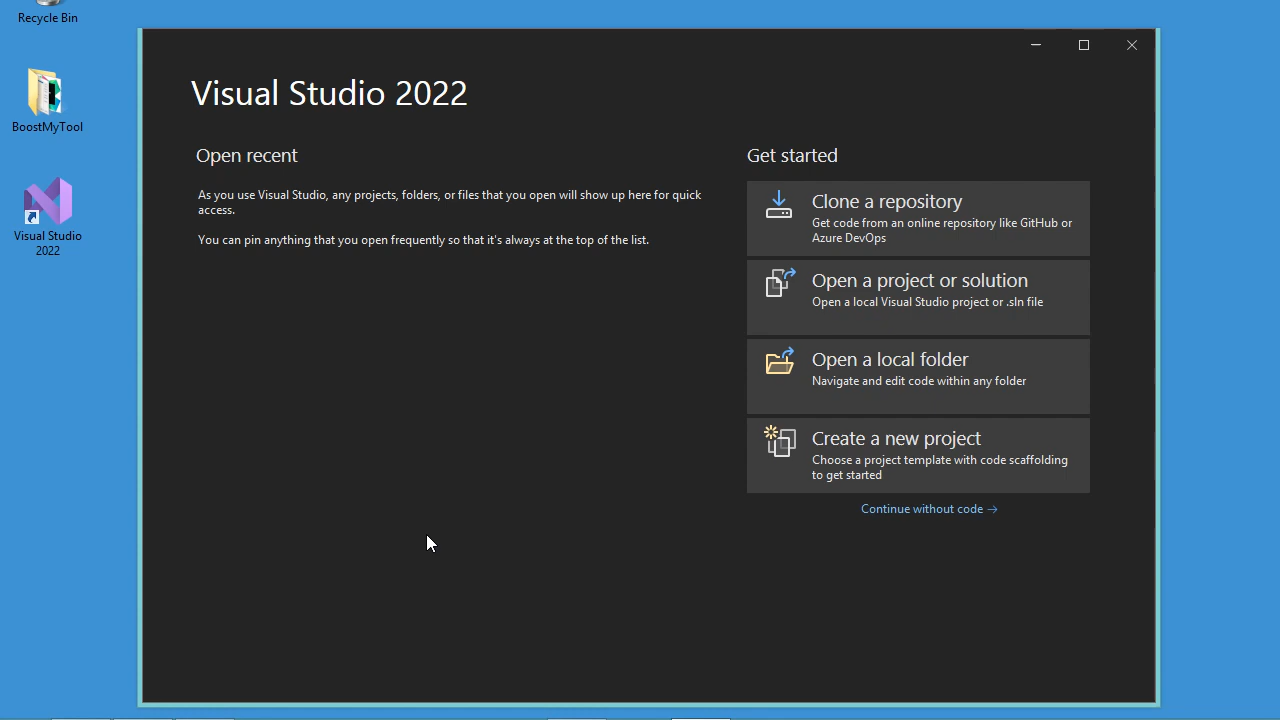 Recycle Bin
BoostMyTool
Visual Studio
2022
Visual Studio 2022
Open recent
As you use Visual Studio, any projects, folders, or files that you open will show up here for quick
access.
You can pin anything that you open frequently so that it's always at the top of the list.
Get started
Clone a repository
Get code from an online repository like GitHub or
Azure DevOps
Open a project or solution
Open a local Visual Studio project or .sln file
Open a local folder
Navigate and edit code within any folder
Create a new project
Choose a project template with code scaffolding
to get started
Continue without code →